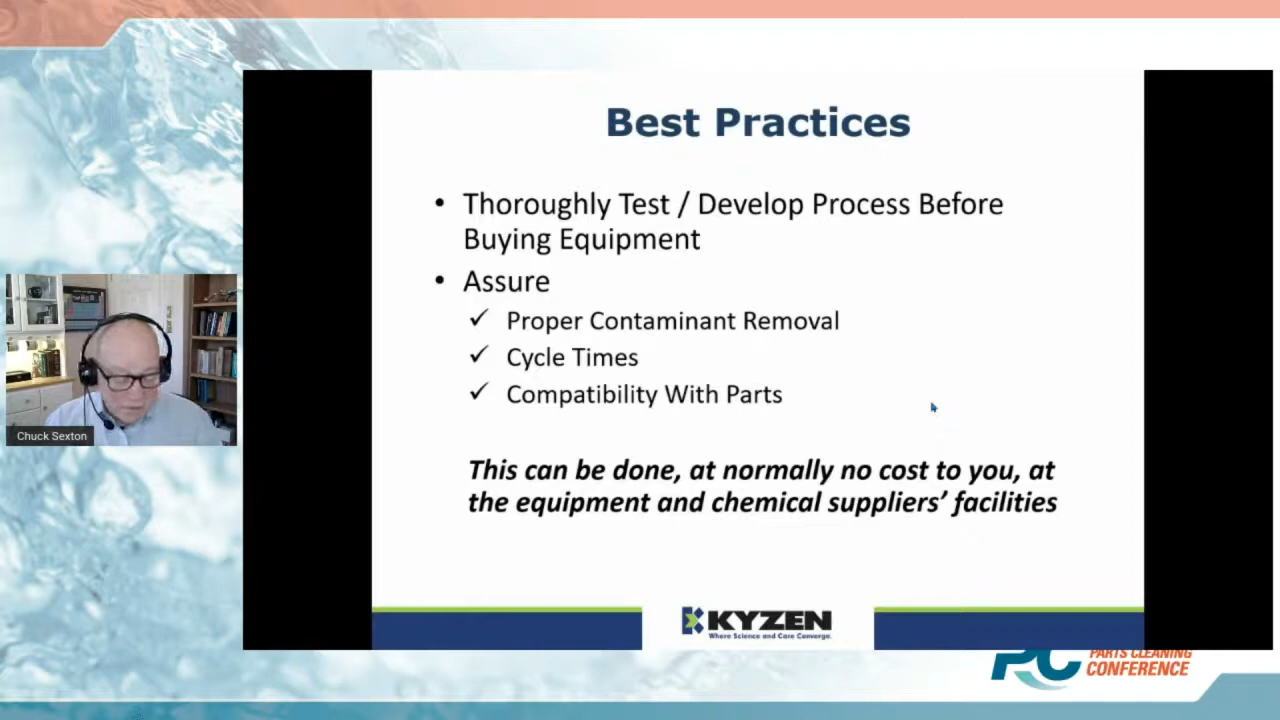 Best Practices
• Thoroughly Test / Develop Process Before
Buying Equipment
• Assure
✓ Proper Contaminant Removal
✓ Cycle Times
✓ Compatibility With Parts
This can be done, at normally no cost to you, at
the equipment and chemical suppliers’ facilities
Chuck Sexton
KYZEN
Where Science and Care Converge.
PC PARTS CLEANING
CONFERENCE